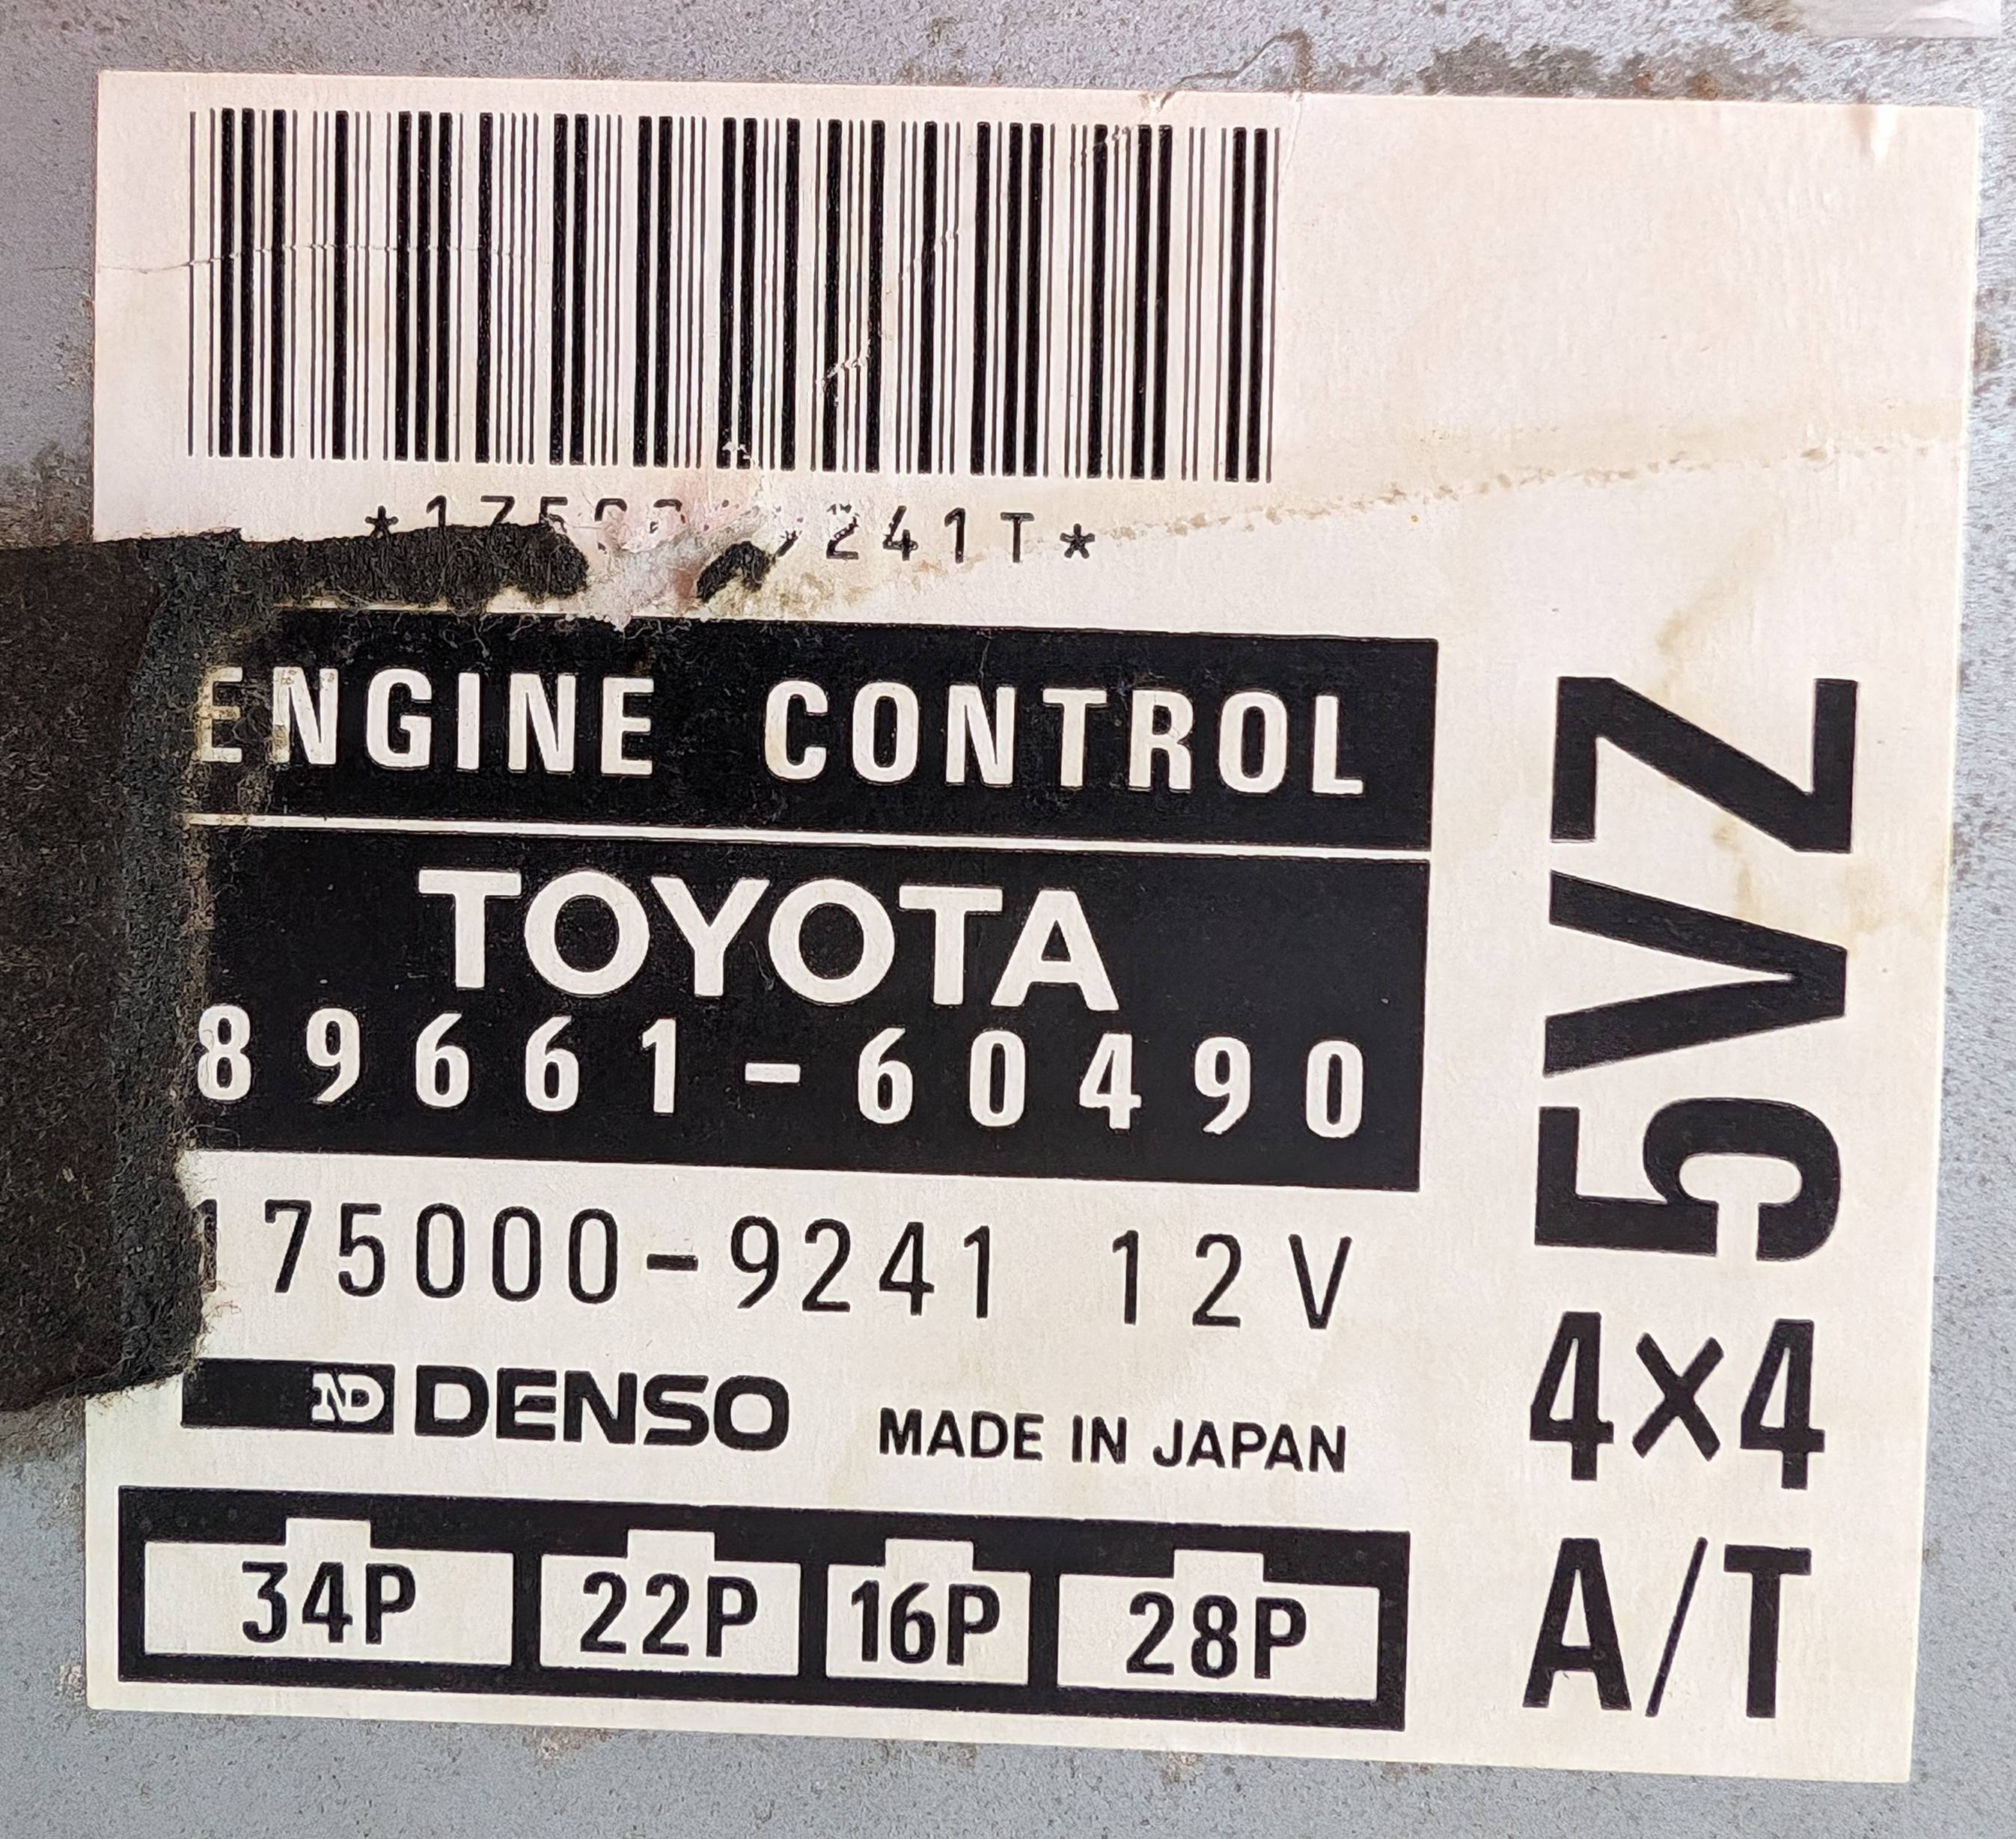 ENGINE CONTROL
TOYOTA
89661-60490
175000-9241 12V
ND DENSO MADE IN JAPAN
34P 22P 16P 28P
5VZ
4×4
A/T